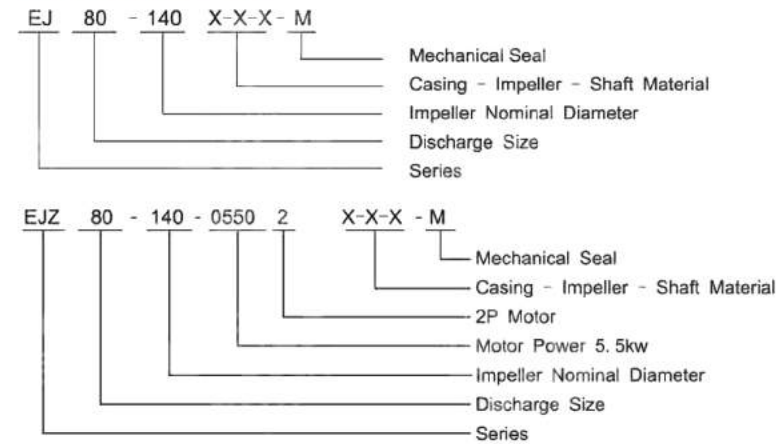 EJ 80 - 140 X-X-X - M
Mechanical Seal
Casing - Impeller - Shaft Material
Impeller Nominal Diameter
Discharge Size
Series
EJZ 80 - 140 - 0550 2 X-X-X - M
Mechanical Seal
Casing - Impeller - Shaft Material
2P Motor
Motor Power 5.5kw
Impeller Nominal Diameter
Discharge Size
Series